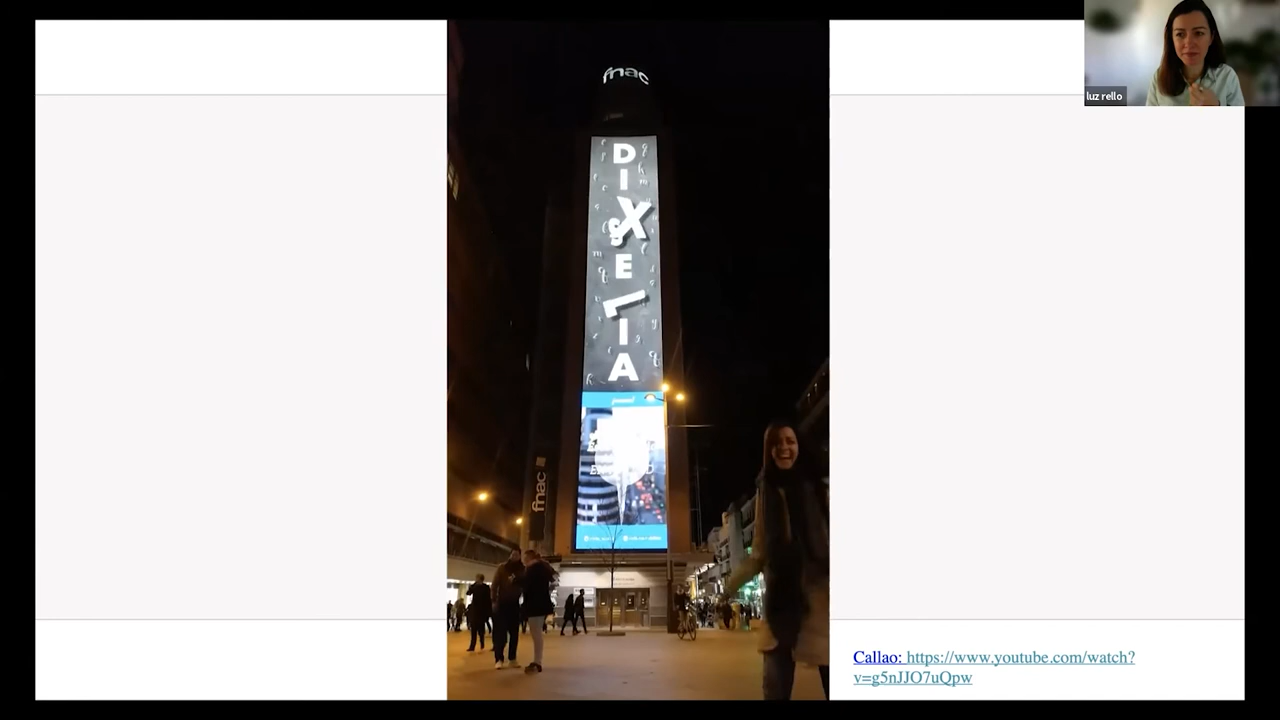 fnac
luz rello
D
I
X
S
E
L
I
A
fnac
Callao: https://www.youtube.com/watch?
v=g5nJJO7uQpw